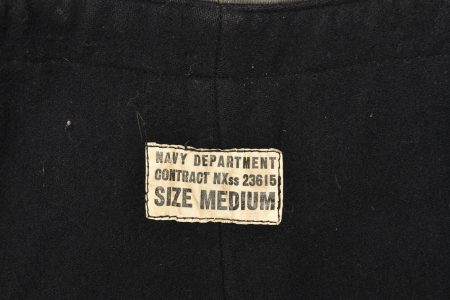 NAVY DEPARTMENT
CONTRACT NXss 23615
SIZE MEDIUM